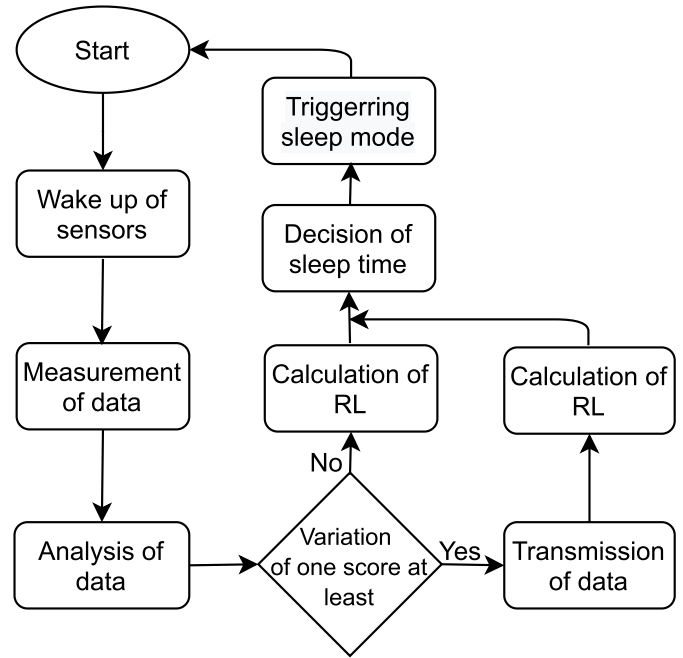 Start
Wake up of
sensors
Measurement
of data
Analysis of
data
Variation
of one score at
least
No
Calculation of
RL
Yes
Transmission
of data
Calculation of
RL
Decision of
sleep time
Triggerring
sleep mode